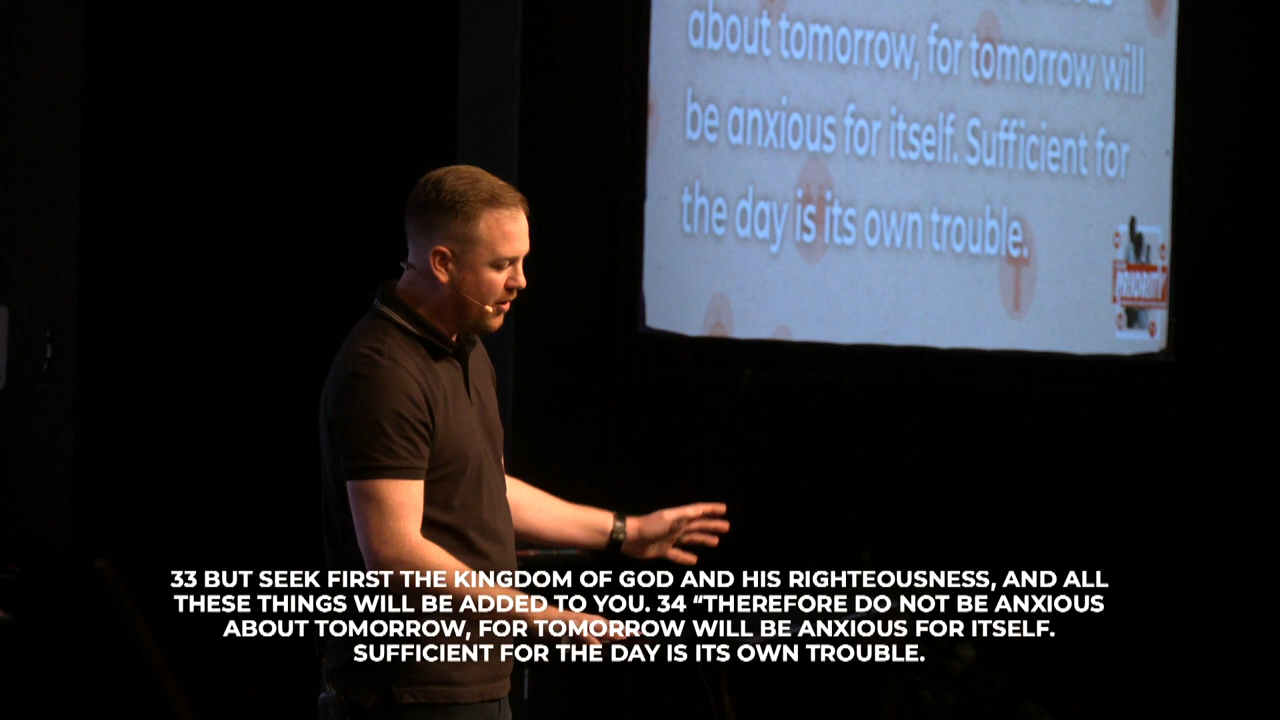 about tomorrow, for tomorrow will
be anxious for itself. Sufficient for
the day is its own trouble.
PRIORITY
33 BUT SEEK FIRST THE KINGDOM OF GOD AND HIS RIGHTEOUSNESS, AND ALL
THESE THINGS WILL BE ADDED TO YOU. 34 “THEREFORE DO NOT BE ANXIOUS
ABOUT TOMORROW, FOR TOMORROW WILL BE ANXIOUS FOR ITSELF.
SUFFICIENT FOR THE DAY IS ITS OWN TROUBLE.